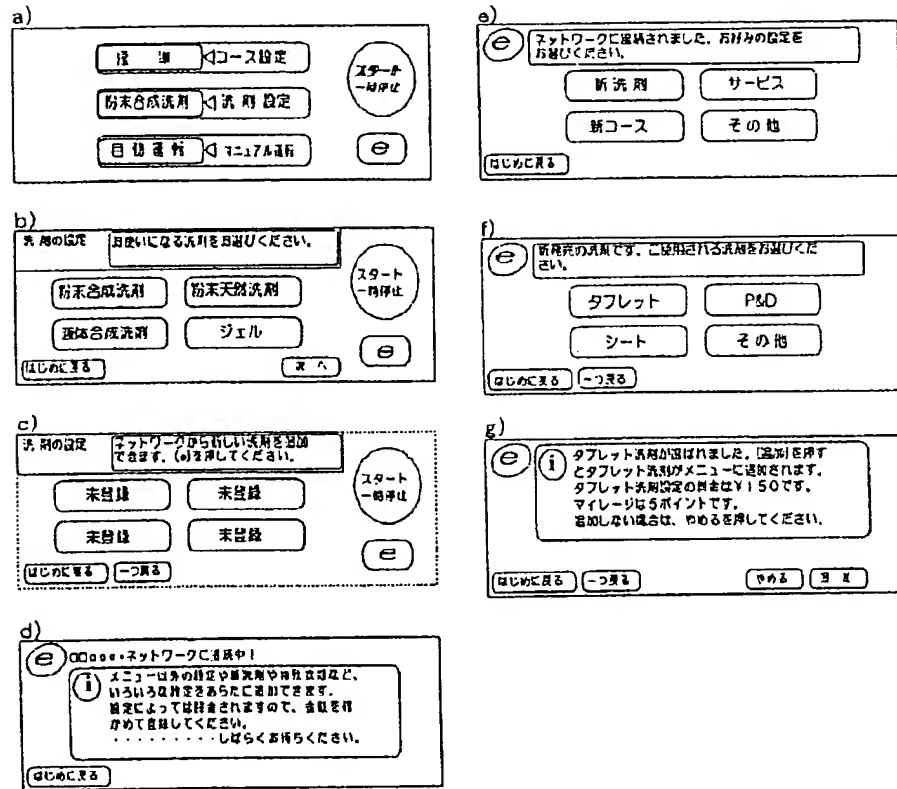 a)
コース設定
粉末合成洗剤 洗剤設定
自動運転 マニュアル運転
スタート
一時停止
e
b)
洗剤の設定 お使いになる洗剤をお選びください。
粉末合成洗剤 粉末天然洗剤
液体合成洗剤 ジェル
はじめに戻る 次へ
スタート
一時停止
e
c)
洗剤の設定 ネットワークから新しい洗剤を追加
できます。(e)を押してください。
未登録 未登録
未登録 未登録
はじめに戻る 一つ戻る
スタート
一時停止
e
d)
e ネットワークに接続中!
i メニュー以外の設定や新洗剤や
いろいろな設定をあらたに追加できます。
設定によっては課金されますので、金額を確
かめて登録してください。
・・・・・・・・・しばらくお待ちください。
はじめに戻る
e)
e ネットワークに接続されました。お好みの設定を
お選びください。
新洗剤 サービス
新コース その他
はじめに戻る
f)
e 新発売の洗剤です。ご使用される洗剤をお選びくだ
さい。
タブレット P&D
シート その他
はじめに戻る 一つ戻る
g)
e i タブレット洗剤が選ばれました。[追加]を押す
とタブレット洗剤がメニューに追加されます。
タブレット洗剤設定の料金は¥150です。
マイレージは5ポイントです。
追加しない場合は、やめるを押してください。
はじめに戻る 一つ戻る やめる